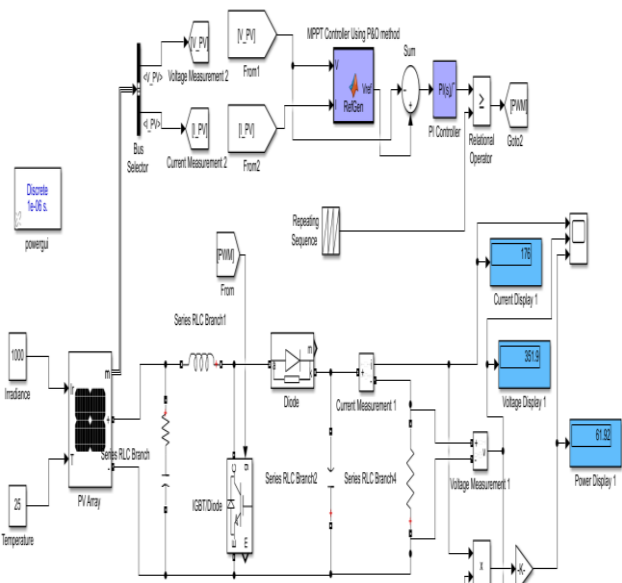 [V_PV]
<V_PV>
Voltage Measurement 2
[V_PV]
From1
MPPT Controller Using P&O method
V
I
Vref
RefGen
Sum
-
+
PI(s)
PI Controller
≥
Relational
Operator
[PWM]
Goto2
<I_PV>
[I_PV]
Current Measurement 2
[I_PV]
From2
Bus
Selector
Discrete
1e-06 s.
powergui
Repeating
Sequence
[PWM]
From
176
Current Display 1
351.9
Voltage Display 1
61.92
Power Display 1
1000
Irradiance
25
Temperature
Ir
T
m
+
-
PV Array
Series RLC Branch
Series RLC Branch1
a
k
m
Diode
i
+
-
Current Measurement 1
g
C
E
IGBT/Diode
Series RLC Branch2
Series RLC Branch4
+
-
v
Voltage Measurement 1
x
-K-